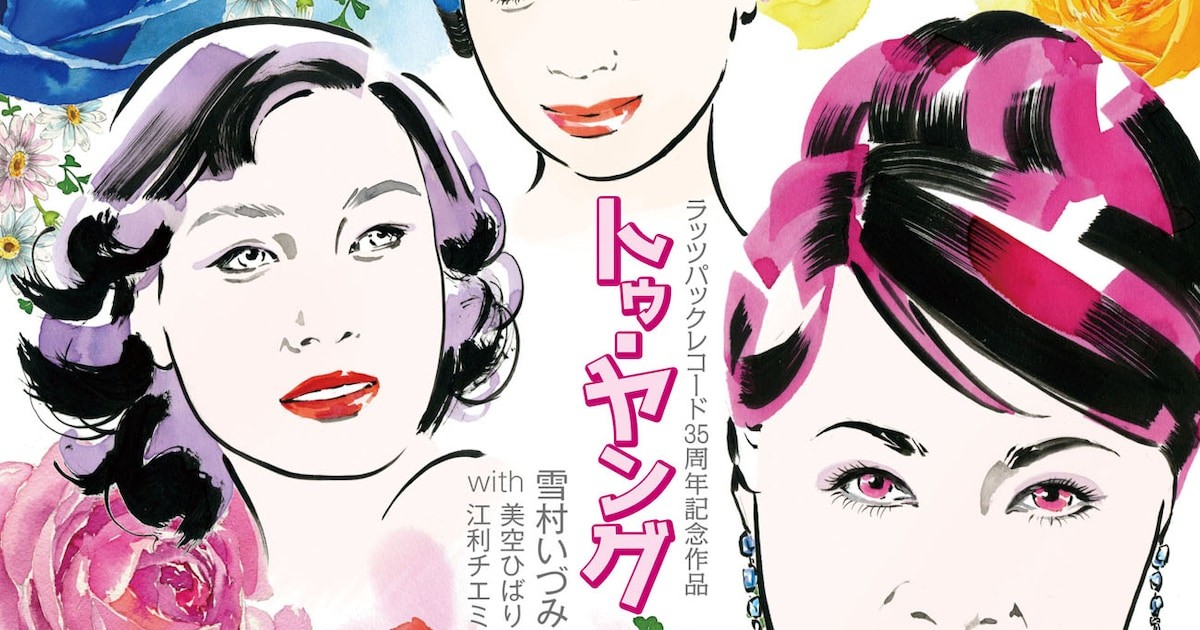 ラッツパックレコード35周年記念作品
トゥ・ヤング
雪村いづみ
with 美空ひばり
江利チエミ